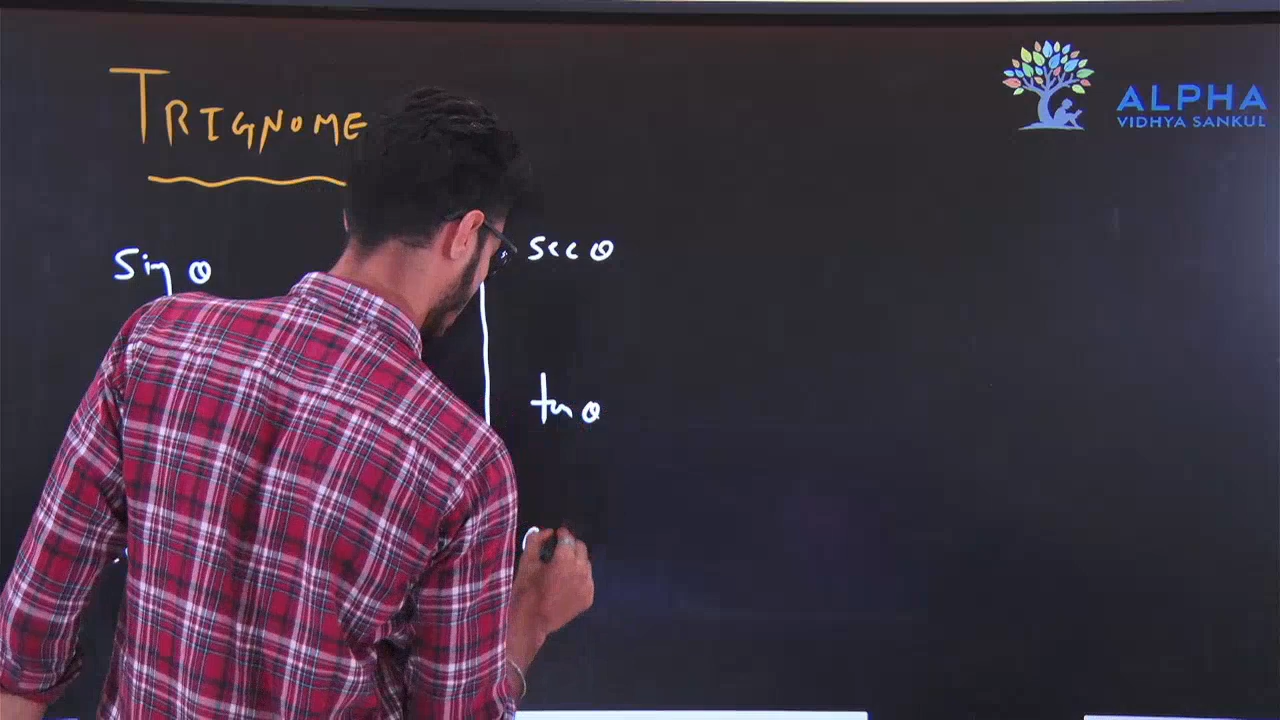 TRIGNOME
ALPHA
VIDHYA SANKUL
sin θ
sec θ
tan θ